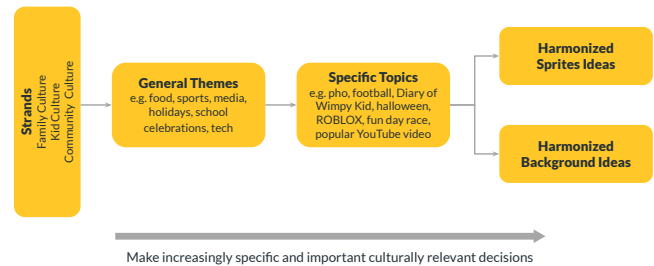 Strands
Family Culture
Kid Culture
Community Culture
General Themes
e.g. food, sports, media,
holidays, school
celebrations, tech
Specific Topics
e.g. pho, football, Diary of
Wimpy Kid, halloween,
ROBLOX, fun day race,
popular YouTube video
Harmonized
Sprites Ideas
Harmonized
Background Ideas
Make increasingly specific and important culturally relevant decisions